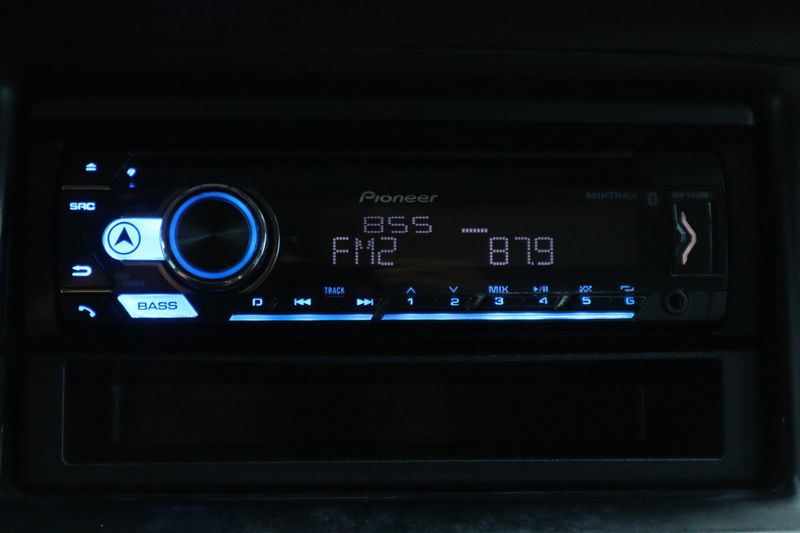 Pioneer
MIXTRAX
SRC
BSS
FM2 87.9
BASS
D TRACK 1 2 MIX 3 4 5 6